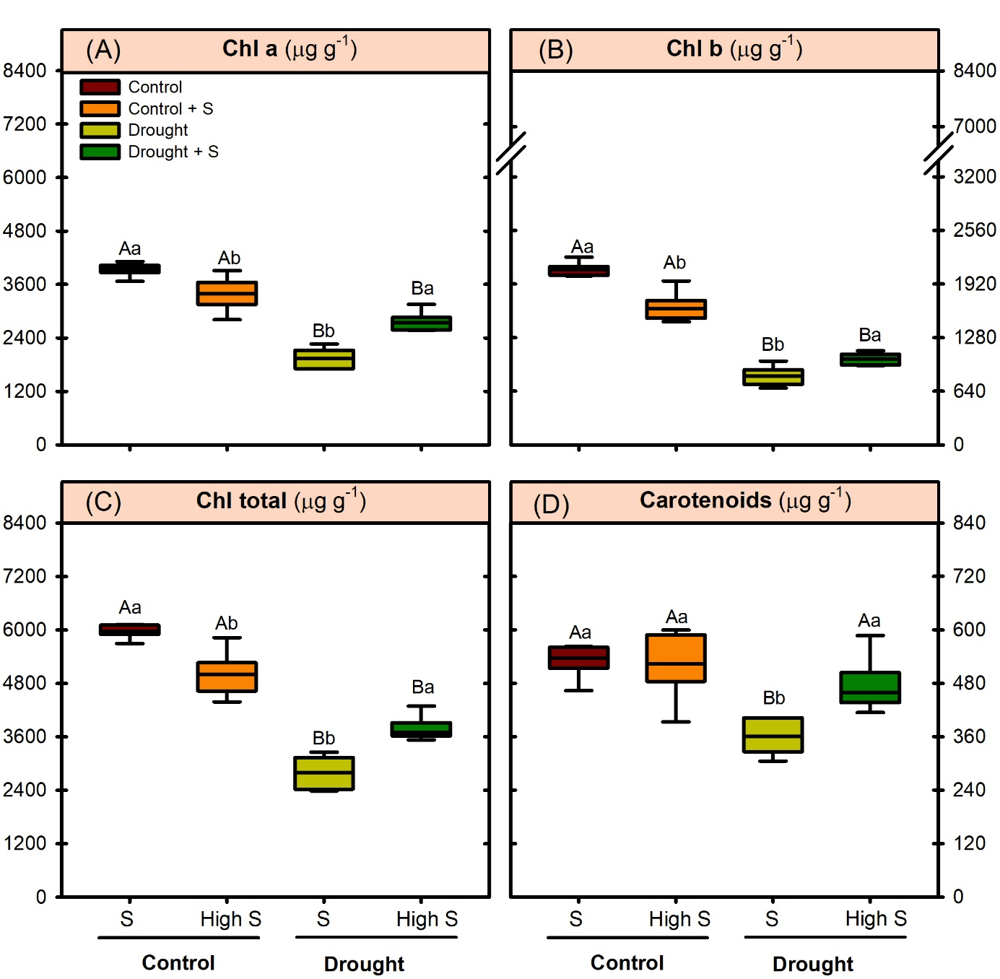 (A) Chl a (µg g⁻¹)
(B) Chl b (µg g⁻¹)
8400
7200
6000
4800
3600
2400
1200
0
Control
Control + S
Drought
Drought + S
Aa
Ab
Bb
Ba
Aa
Ab
Bb
Ba
8400
7000
3200
2560
1920
1280
640
0
(C) Chl total (µg g⁻¹)
(D) Carotenoids (µg g⁻¹)
8400
7200
6000
4800
3600
2400
1200
0
Aa
Ab
Bb
Ba
Aa
Aa
Bb
Aa
840
720
600
480
360
240
120
0
S High S S High S
Control Drought
S High S S High S
Control Drought